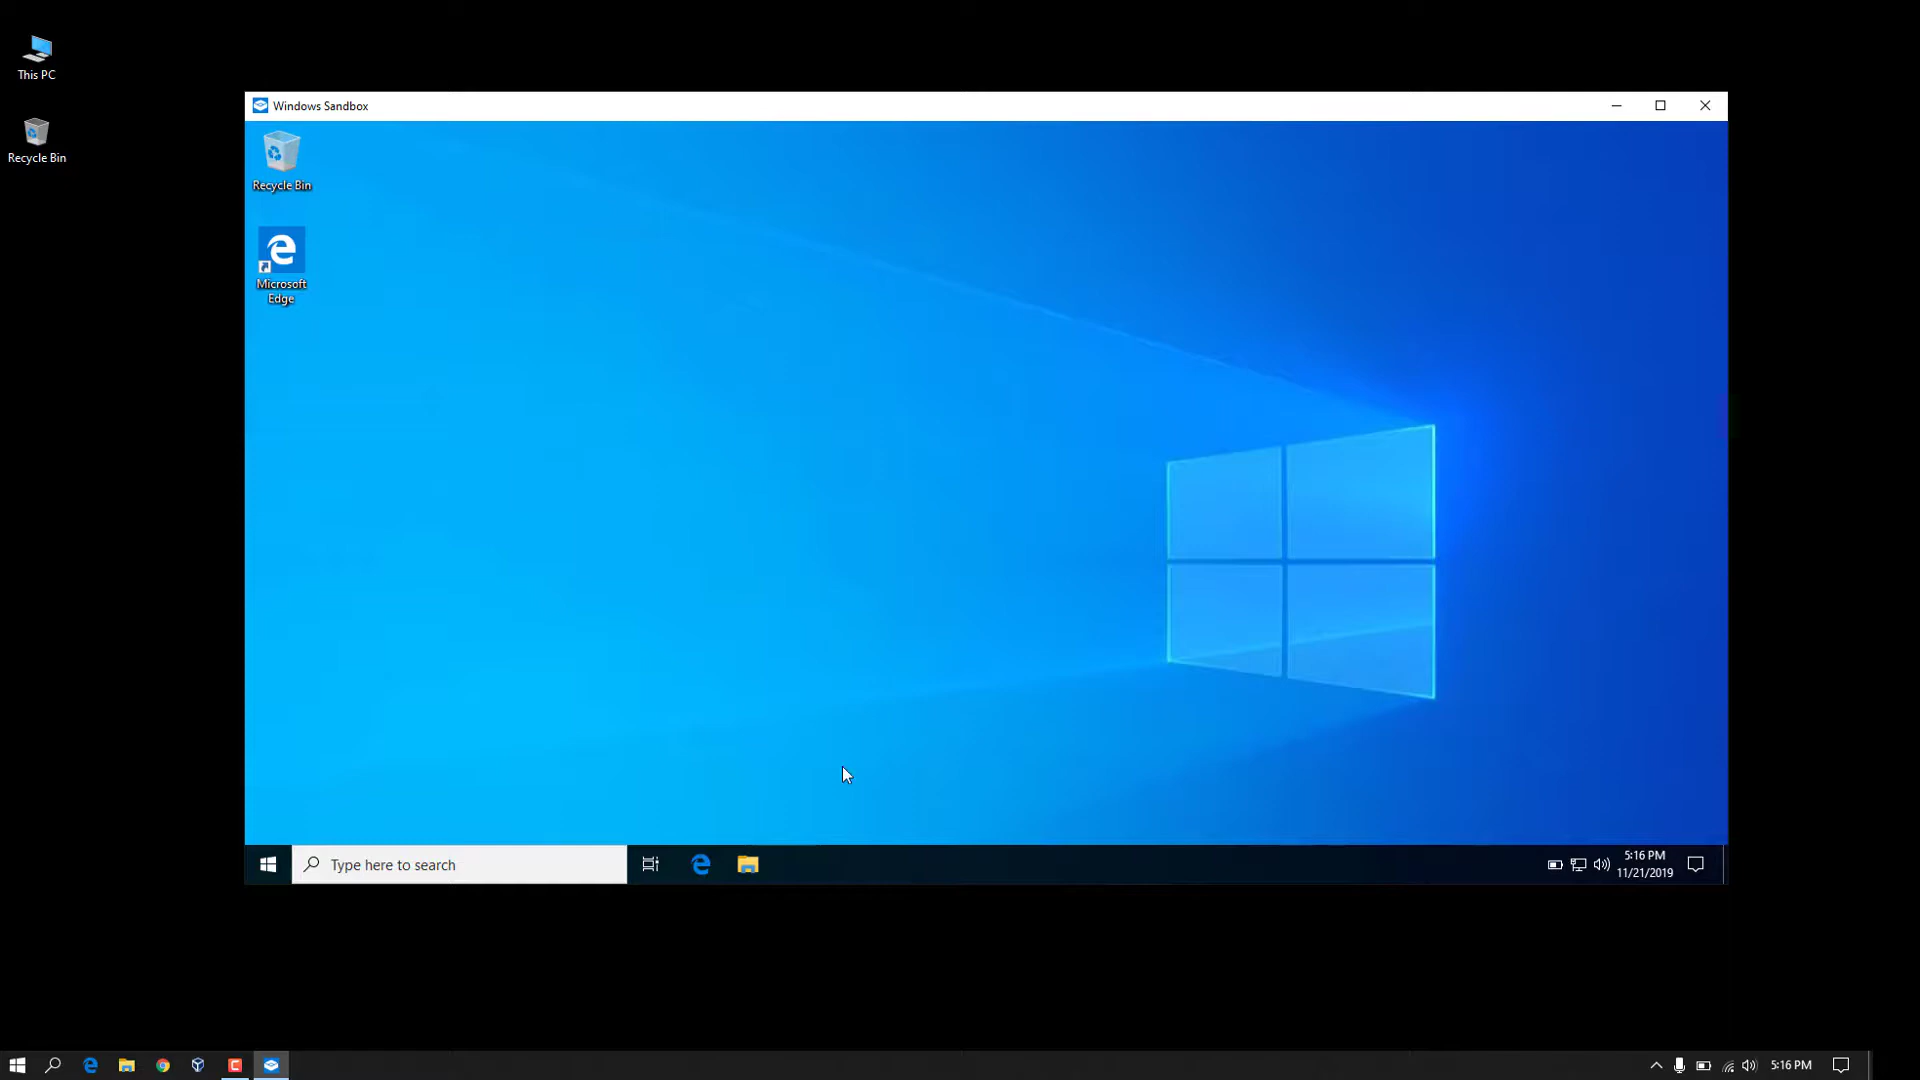 This PC
Recycle Bin
Windows Sandbox
Recycle Bin
Microsoft
Edge
Type here to search
5:16 PM
11/21/2019
5:16 PM